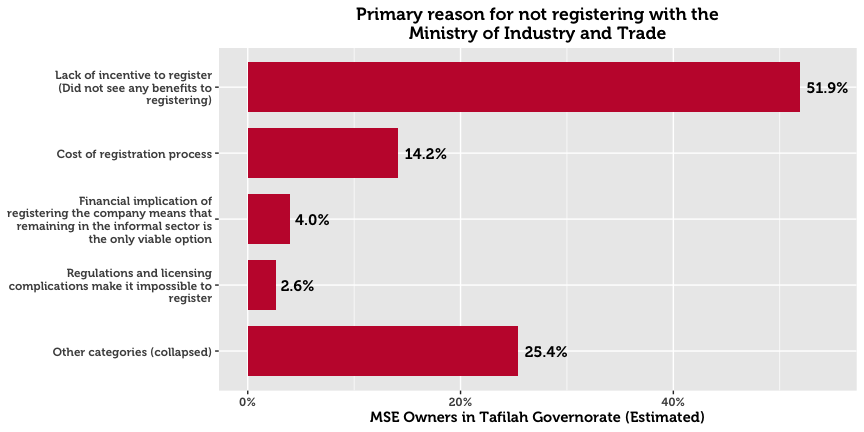 Primary reason for not registering with the
Ministry of Industry and Trade
Lack of incentive to register
(Did not see any benefits to
registering)
51.9%
Cost of registration process
14.2%
Financial implication of
registering the company means that
remaining in the informal sector is
the only viable option
4.0%
Regulations and licensing
complications make it impossible to
register
2.6%
Other categories (collapsed)
25.4%
0%
20%
40%
MSE Owners in Tafilah Governorate (Estimated)